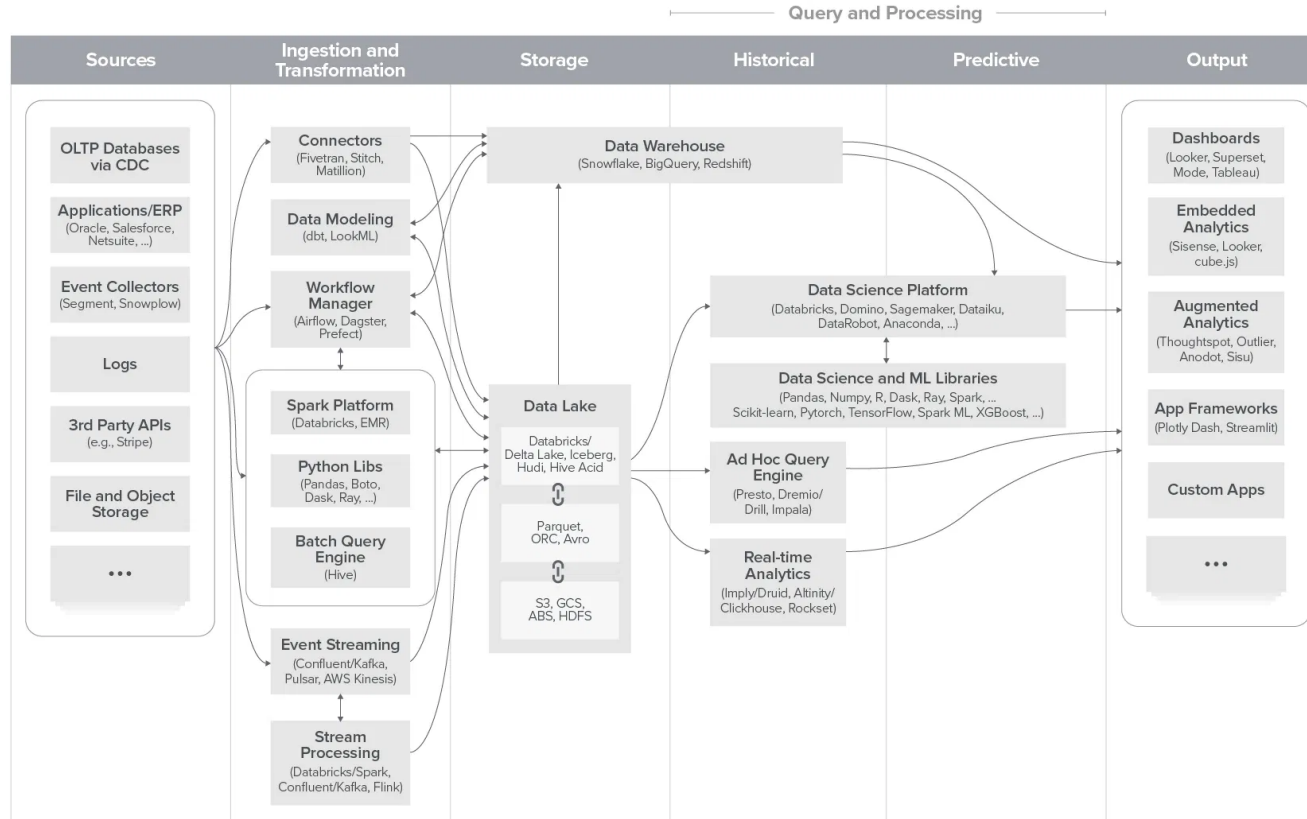 Query and Processing
Sources
Ingestion and
Transformation
Storage
Historical
Predictive
Output
OLTP Databases
via CDC
Applications/ERP
(Oracle, Salesforce,
Netsuite, ...)
Event Collectors
(Segment, Snowplow)
Logs
3rd Party APIs
(e.g., Stripe)
File and Object
Storage
...
Connectors
(Fivetran, Stitch,
Matillion)
Data Modeling
(dbt, LookML)
Workflow
Manager
(Airflow, Dagster,
Prefect)
Spark Platform
(Databricks, EMR)
Python Libs
(Pandas, Boto,
Dask, Ray, ...)
Batch Query
Engine
(Hive)
Event Streaming
(Confluent/Kafka,
Pulsar, AWS Kinesis)
Stream
Processing
(Databricks/Spark,
Confluent/Kafka, Flink)
Data Warehouse
(Snowflake, BigQuery, Redshift)
Data Lake
Databricks/
Delta Lake, Iceberg,
Hudi, Hive Acid
Parquet,
ORC, Avro
S3, GCS,
ABS, HDFS
Data Science Platform
(Databricks, Domino, Sagemaker, Dataiku,
DataRobot, Anaconda, ...)
Data Science and ML Libraries
(Pandas, Numpy, R, Dask, Ray, Spark, ...
Scikit-learn, Pytorch, TensorFlow, Spark ML, XGBoost, ...)
Ad Hoc Query
Engine
(Presto, Dremio/
Drill, Impala)
Real-time
Analytics
(Imply/Druid, Altinity/
Clickhouse, Rockset)
Dashboards
(Looker, Superset,
Mode, Tableau)
Embedded
Analytics
(Sisense, Looker,
cube.js)
Augmented
Analytics
(Thoughtspot, Outlier,
Anodot, Sisu)
App Frameworks
(Plotly Dash, Streamlit)
Custom Apps
...